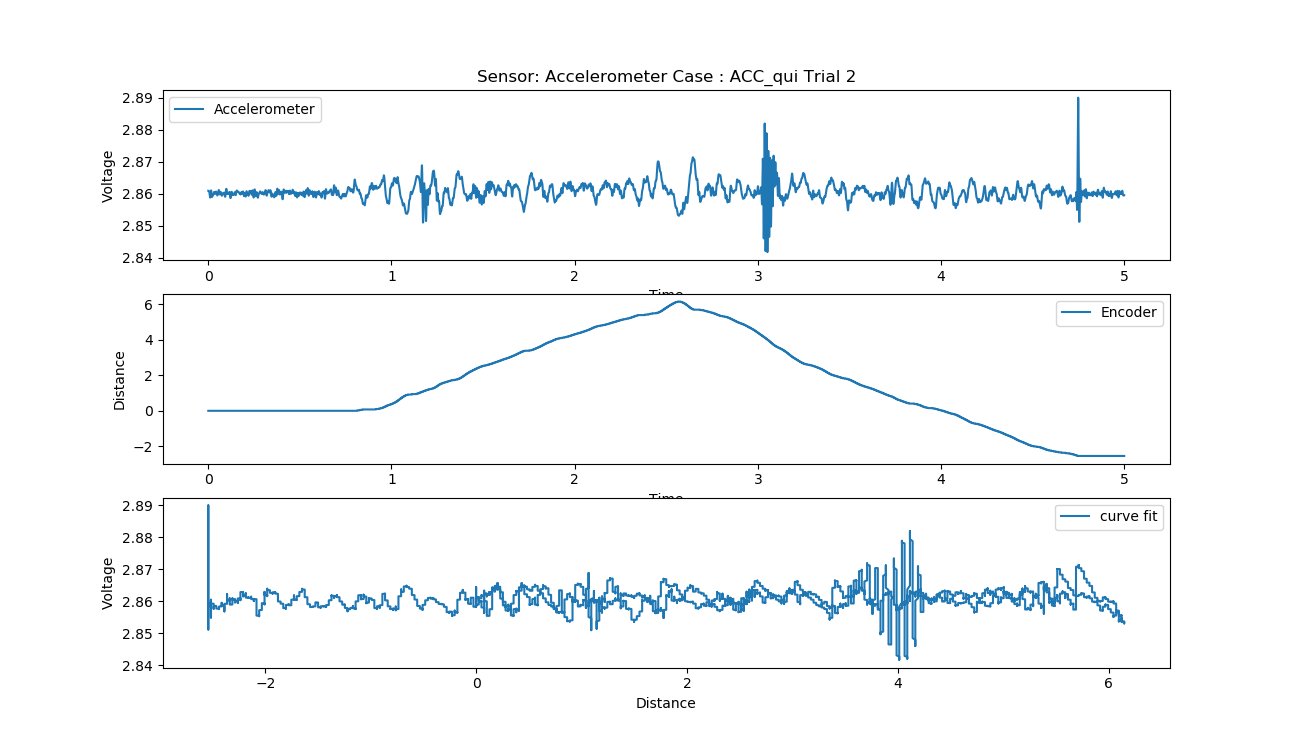 Sensor: Accelerometer Case : ACC_qui Trial 2
2.89
2.88
2.87
2.86
2.85
2.84
Voltage
Accelerometer
0 1 2 3 4 5
Time
6
4
2
0
−2
Distance
Encoder
0 1 2 3 4 5
Time
2.89
2.88
2.87
2.86
2.85
2.84
Voltage
curve fit
−2 0 2 4 6
Distance